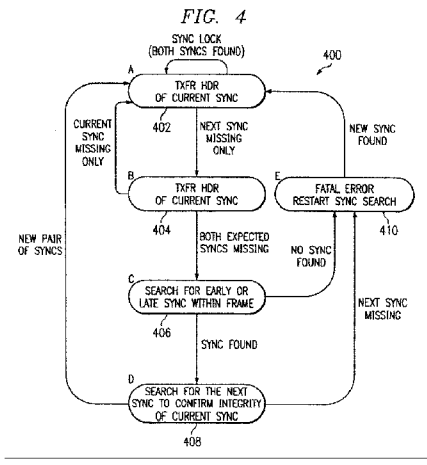 FIG. 4
SYNC LOCK
(BOTH SYNCS FOUND)
400
A
TXFR HDR
OF CURRENT SYNC
402
CURRENT
SYNC
MISSING
ONLY
NEXT SYNC
MISSING
ONLY
NEW SYNC
FOUND
B
TXFR HDR
OF CURRENT SYNC
404
E
FATAL ERROR
RESTART SYNC SEARCH
410
NEW PAIR
OF SYNCS
BOTH EXPECTED
SYNCS MISSING
NO SYNC
FOUND
C
SEARCH FOR EARLY OR
LATE SYNC WITHIN FRAME
406
NEXT SYNC
MISSING
SYNC FOUND
D
SEARCH FOR THE NEXT
SYNC TO CONFIRM INTEGRITY
OF CURRENT SYNC
408